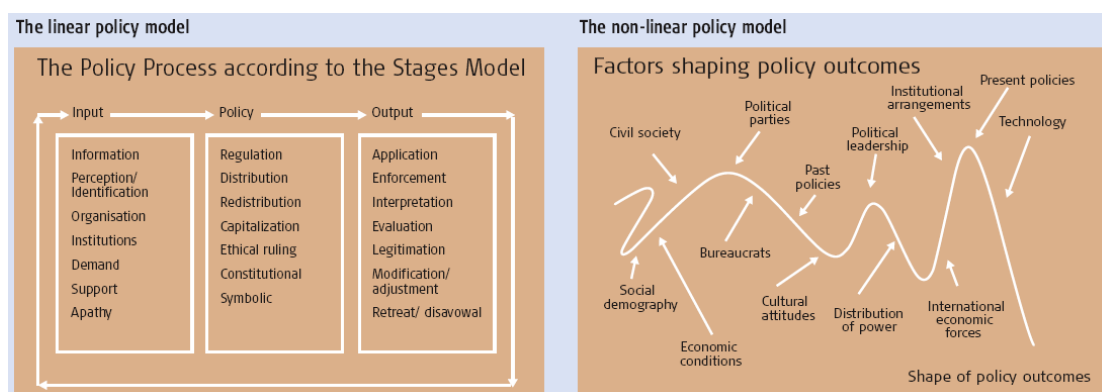 The linear policy model
The Policy Process according to the Stages Model
Input
Policy
Output
Information
Perception/
Identification
Organisation
Institutions
Demand
Support
Apathy
Regulation
Distribution
Redistribution
Capitalization
Ethical ruling
Constitutional
Symbolic
Application
Enforcement
Interpretation
Evaluation
Legitimation
Modification/
adjustment
Retreat/ disavowal
The non-linear policy model
Factors shaping policy outcomes
Civil society
Political
parties
Past
policies
Political
leadership
Institutional
arrangements
Present policies
Technology
Social
demography
Economic
conditions
Bureaucrats
Cultural
attitudes
Distribution
of power
International
economic
forces
Shape of policy outcomes